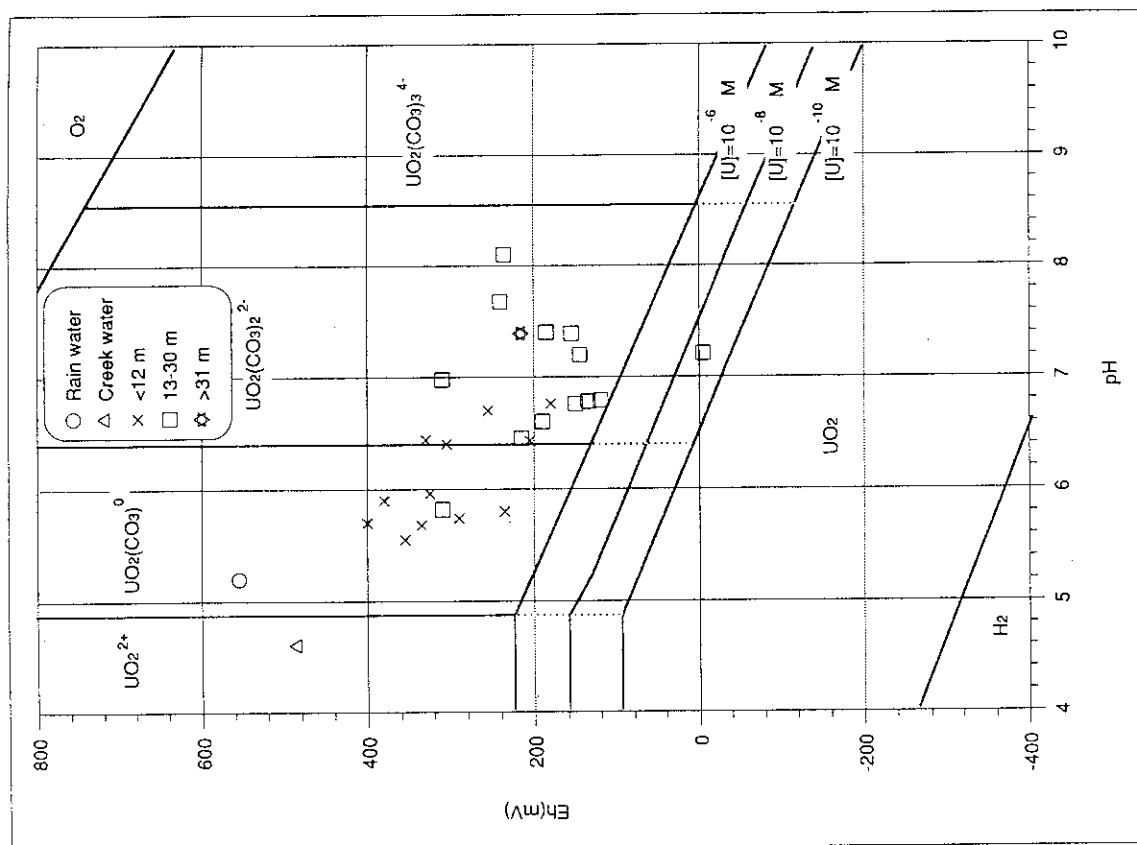 O2
UO2(CO3)3 4-
UO2(CO3)2 2-
UO2(CO3)0
UO2 2+
○ Rain water
△ Creek water
× <12 m
□ 13-30 m
✡ >31 m
[U]=10 -6 M
[U]=10 -8 M
[U]=10 -10 M
UO2
H2
800
600
400
200
0
-200
-400
Eh(mV)
4
5
6
7
8
9
10
pH